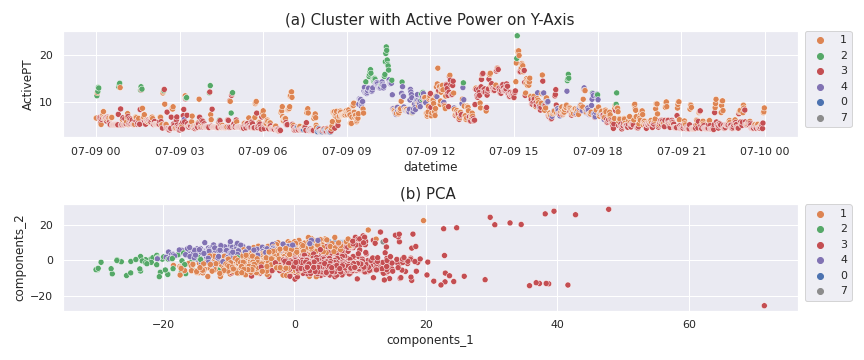 (a) Cluster with Active Power on Y-Axis
20
10
ActivePT
07-09 00 07-09 03 07-09 06 07-09 09 07-09 12 07-09 15 07-09 18 07-09 21 07-10 00
datetime
1
2
3
4
0
7
(b) PCA
20
0
−20
components_2
−20 0 20 40 60
components_1
1
2
3
4
0
7